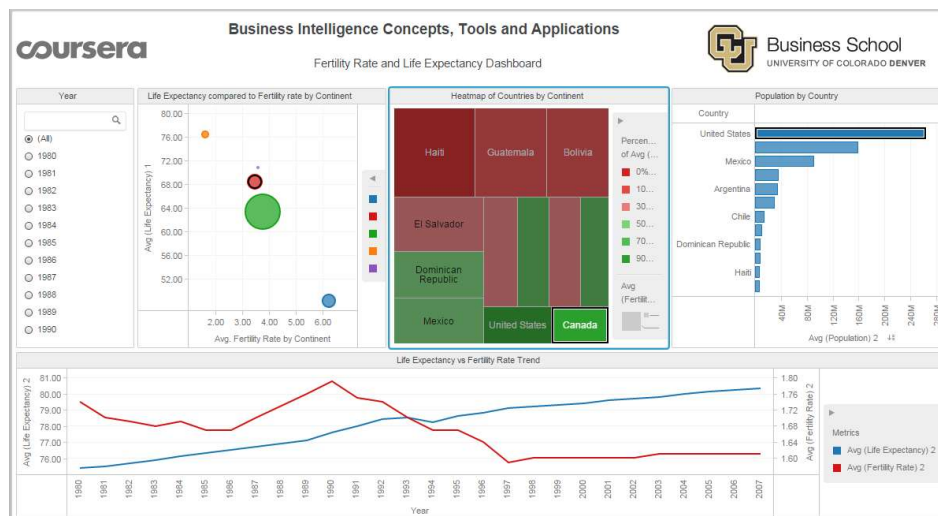 Business Intelligence Concepts, Tools and Applications
coursera
Fertility Rate and Life Expectancy Dashboard
CU
Business School
UNIVERSITY OF COLORADO DENVER
Year
(All)
1980
1981
1982
1983
1984
1985
1986
1987
1988
1989
1990
Life Expectancy compared to Fertility rate by Continent
Avg (Life Expectancy) 1
80.00
76.00
72.00
68.00
64.00
60.00
56.00
52.00
2.00 3.00 4.00 5.00 6.00
Avg. Fertility Rate by Continent
Heatmap of Countries by Continent
Haiti
Guatemala
Bolivia
El Salvador
Dominican
Republic
Mexico
United States
Canada
Percen...
of Avg (...
0%...
10...
30...
50...
70...
90...
Avg
(Fertilit...
Population by Country
Country
United States
Mexico
Argentina
Chile
Dominican Republic
Haiti
40M 80M 120M 160M 200M 240M 280M
Avg (Population) 2
Life Expectancy vs Fertility Rate Trend
Avg (Life Expectancy) 2
81.00
80.00
79.00
78.00
77.00
76.00
1980 1981 1982 1983 1984 1985 1986 1987 1988 1989 1990 1991 1992 1993 1994 1995 1996 1997 1998 1999 2000 2001 2002 2003 2004 2005 2006 2007
Year
1.80
1.76
1.72
1.68
1.64
1.60
Avg (Fertility Rate) 2
Metrics
Avg (Life Expectancy) 2
Avg (Fertility Rate) 2